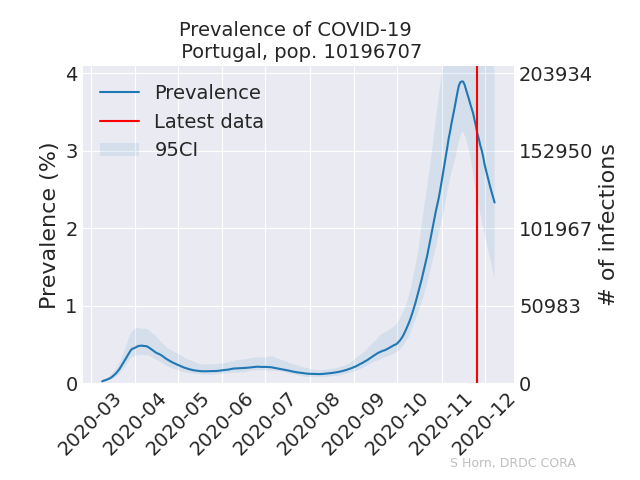 Prevalence of COVID-19
Portugal, pop. 10196707
Prevalence (%)
4
3
2
1
0
Prevalence
Latest data
95CI
203934
152950
101967
50983
0
# of infections
2020-03
2020-04
2020-05
2020-06
2020-07
2020-08
2020-09
2020-10
2020-11
2020-12
S Horn, DRDC CORA